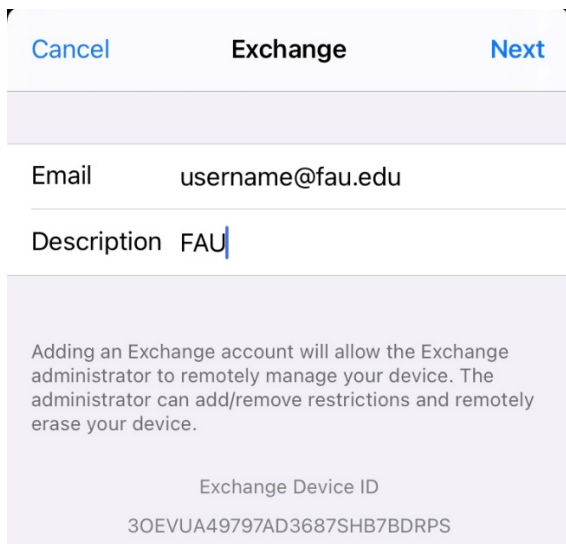 Cancel Exchange Next
Email username@fau.edu
Description FAU
Adding an Exchange account will allow the Exchange
administrator to remotely manage your device. The
administrator can add/remove restrictions and remotely
erase your device.
Exchange Device ID
3OEVUA49797AD3687SHB7BDRPS